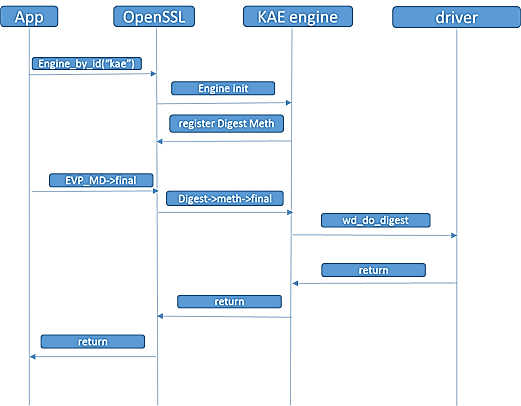 App
OpenSSL
KAE engine
driver
Engine_by_id("kae")
Engine init
register Digest Meth
EVP_MD->final
Digest->meth->final
wd_do_digest
return
return
return